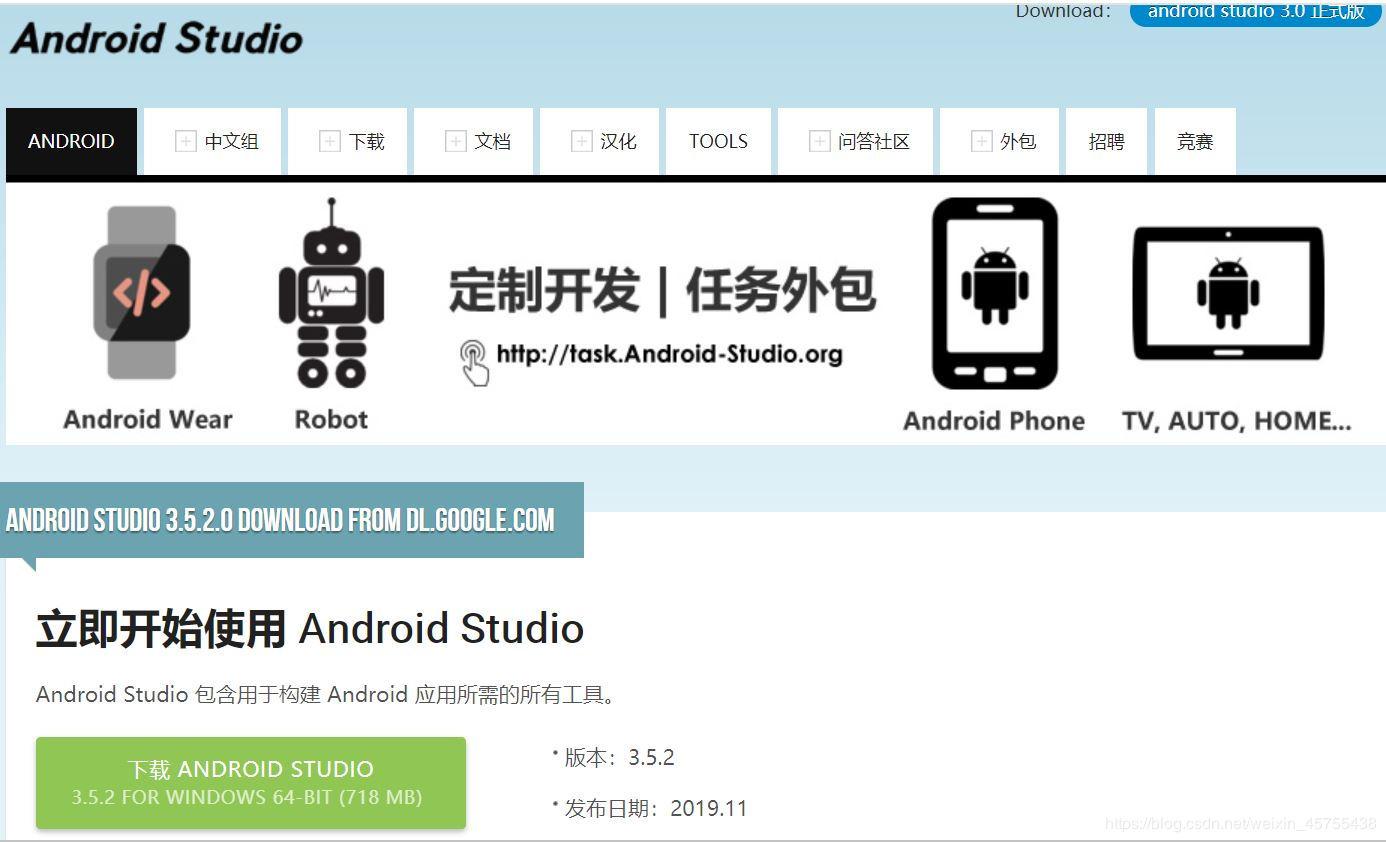 Download： android studio 3.0 正式版
Android Studio
ANDROID 中文组 下载 文档 汉化 TOOLS 问答社区 外包 招聘 竞赛
定制开发 | 任务外包
http://task.Android-Studio.org
Android Wear Robot Android Phone TV, AUTO, HOME...
ANDROID STUDIO 3.5.2.0 DOWNLOAD FROM DL.GOOGLE.COM
立即开始使用 Android Studio
Android Studio 包含用于构建 Android 应用所需的所有工具。
下载 ANDROID STUDIO
3.5.2 FOR WINDOWS 64-BIT (718 MB)
• 版本：3.5.2
• 发布日期：2019.11
https://blog.csdn.net/weixin_45755438